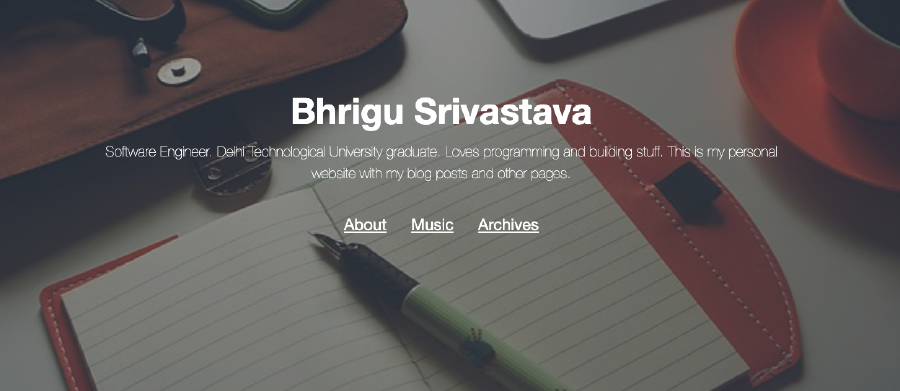 Bhrigu Srivastava
Software Engineer. Delhi Technological University graduate. Loves programming and building stuff. This is my personal
website with my blog posts and other pages.
About Music Archives